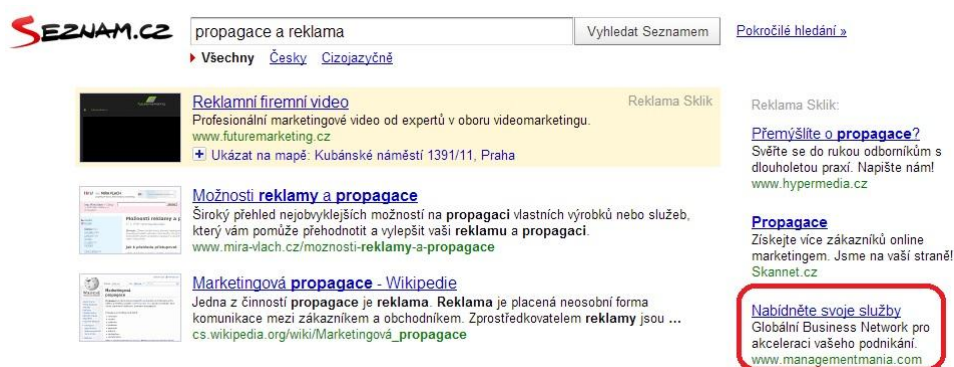 SEZNAM.CZ
propagace a reklama
Vyhledat Seznamem
Pokročilé hledání »
Všechny Česky Cizojazyčně
Reklamní firemní video
Reklama Sklik
Profesionální marketingové video od expertů v oboru videomarketingu.
www.futuremarketing.cz
Ukázat na mapě: Kubánské náměstí 1391/11, Praha
Možnosti reklamy a propagace
Široký přehled nejobvyklejších možností na propagaci vlastních výrobků nebo služeb,
který vám pomůže přehodnotit a vylepšit vaši reklamu a propagaci.
www.mira-vlach.cz/moznosti-reklamy-a-propagace
Marketingová propagace - Wikipedie
Jedna z činností propagace je reklama. Reklama je placená neosobní forma
komunikace mezi zákazníkem a obchodníkem. Zprostředkovatelem reklamy jsou ...
cs.wikipedia.org/wiki/Marketingová_propagace
Reklama Sklik:
Přemýšlíte o propagace?
Svěřte se do rukou odborníkům s
dlouholetou praxí. Napište nám!
www.hypermedia.cz
Propagace
Získejte více zákazníků online
marketingem. Jsme na vaší straně!
Skannet.cz
Nabídněte svoje služby
Globální Business Network pro
akceleraci vašeho podnikání.
www.managementmania.com